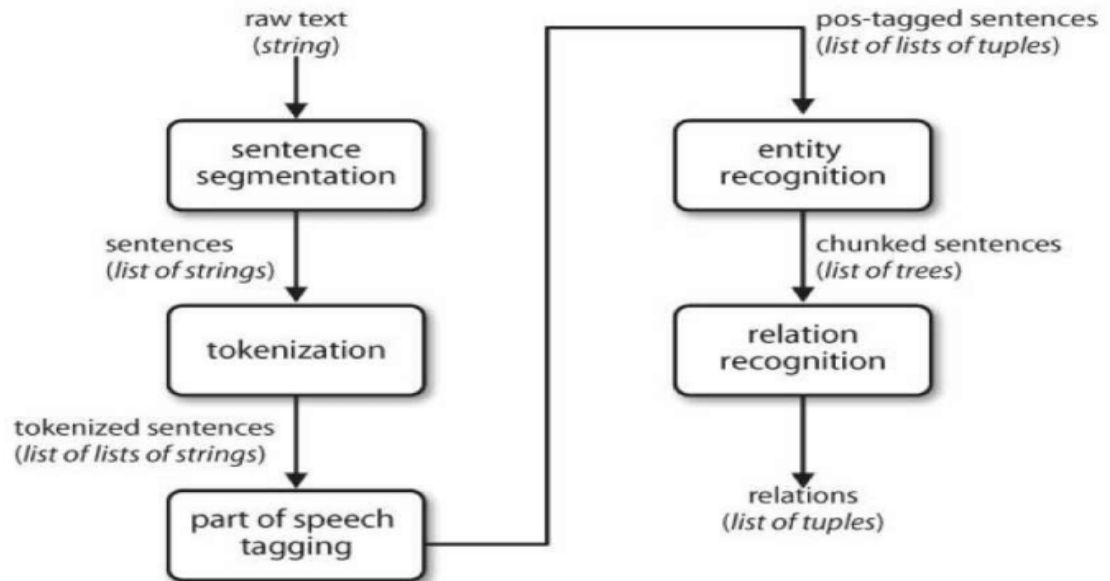 raw text
(string)
sentence
segmentation
sentences
(list of strings)
tokenization
tokenized sentences
(list of lists of strings)
part of speech
tagging
pos-tagged sentences
(list of lists of tuples)
entity
recognition
chunked sentences
(list of trees)
relation
recognition
relations
(list of tuples)